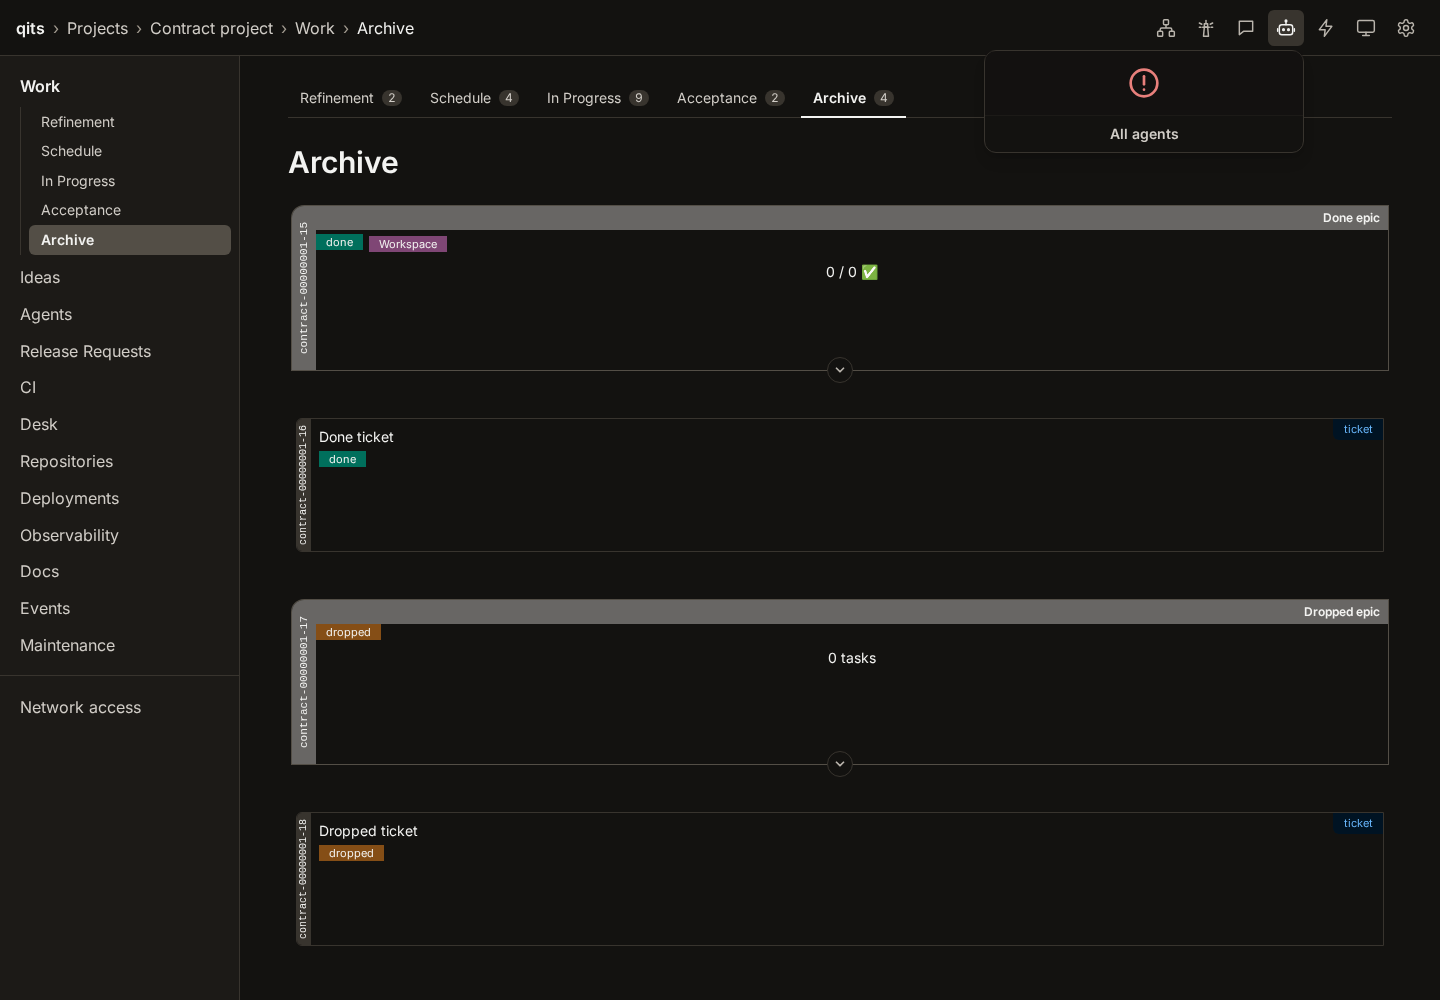 qits › Projects › Contract project › Work › Archive
All agents
Work
Refinement
Schedule
In Progress
Acceptance
Archive
Ideas
Agents
Release Requests
CI
Desk
Repositories
Deployments
Observability
Docs
Events
Maintenance
Network access
Refinement 2 Schedule 4 In Progress 9 Acceptance 2 Archive 4
Archive
contract-00000001-15
Done epic
done Workspace
0 / 0 ✅
contract-00000001-16
Done ticket
ticket
done
contract-00000001-17
Dropped epic
dropped
0 tasks
contract-00000001-18
Dropped ticket
ticket
dropped